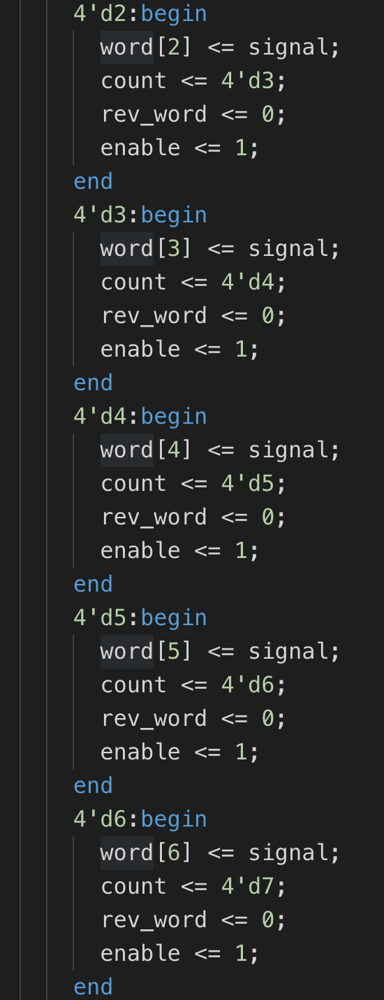 4'd2:begin
word[2] <= signal;
count <= 4'd3;
rev_word <= 0;
enable <= 1;
end
4'd3:begin
word[3] <= signal;
count <= 4'd4;
rev_word <= 0;
enable <= 1;
end
4'd4:begin
word[4] <= signal;
count <= 4'd5;
rev_word <= 0;
enable <= 1;
end
4'd5:begin
word[5] <= signal;
count <= 4'd6;
rev_word <= 0;
enable <= 1;
end
4'd6:begin
word[6] <= signal;
count <= 4'd7;
rev_word <= 0;
enable <= 1;
end